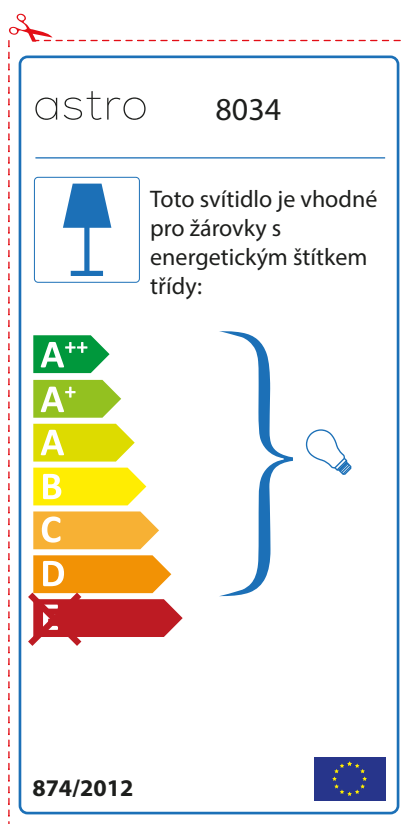 astro 8034
Toto svítidlo je vhodné
pro žárovky s
energetickým štítkem
třídy:
A++
A+
A
B
C
D
E
874/2012